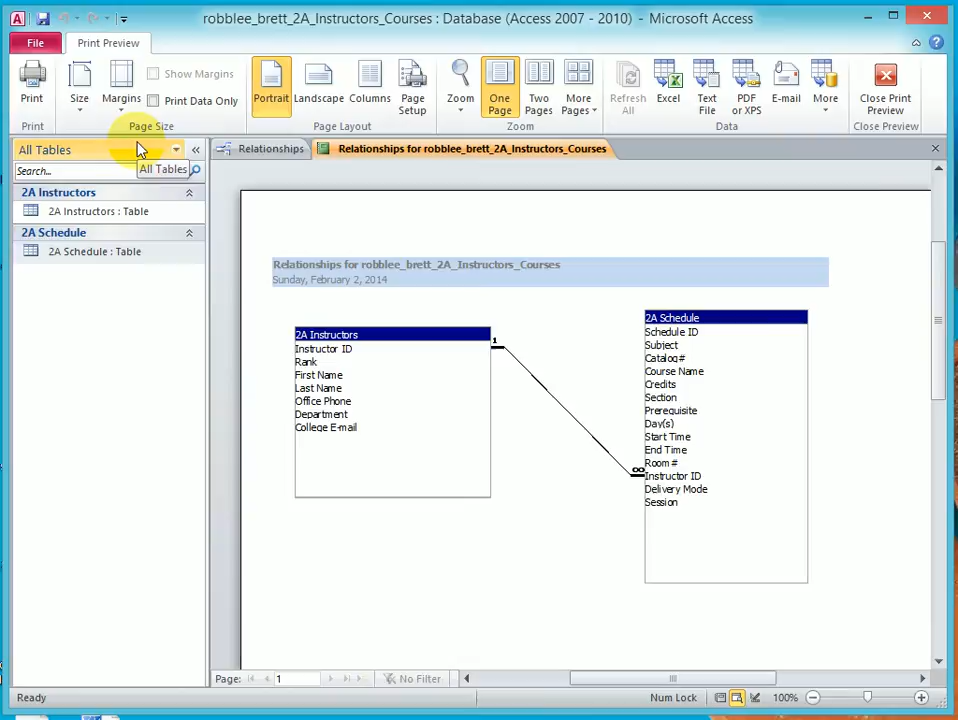 robblee_brett_2A_Instructors_Courses : Database (Access 2007 - 2010) - Microsoft Access
File
Print Preview
Print
Size
Margins
Show Margins
Print Data Only
Portrait
Landscape
Columns
Page Setup
Zoom
One Page
Two Pages
More Pages
Refresh All
Excel
Text File
PDF or XPS
E-mail
More
Close Print Preview
Print
Page Size
Page Layout
Zoom
Data
Close Preview
All Tables
Relationships
Relationships for robblee_brett_2A_Instructors_Courses
Search...
All Tables
2A Instructors
2A Instructors : Table
2A Schedule
2A Schedule : Table
Relationships for robblee_brett_2A_Instructors_Courses
Sunday, February 2, 2014
2A Instructors
Instructor ID
Rank
First Name
Last Name
Office Phone
Department
College E-mail
1
∞
2A Schedule
Schedule ID
Subject
Catalog#
Course Name
Credits
Section
Prerequisite
Day(s)
Start Time
End Time
Room #
Instructor ID
Delivery Mode
Session
Page: 1
No Filter
Ready
Num Lock
100%